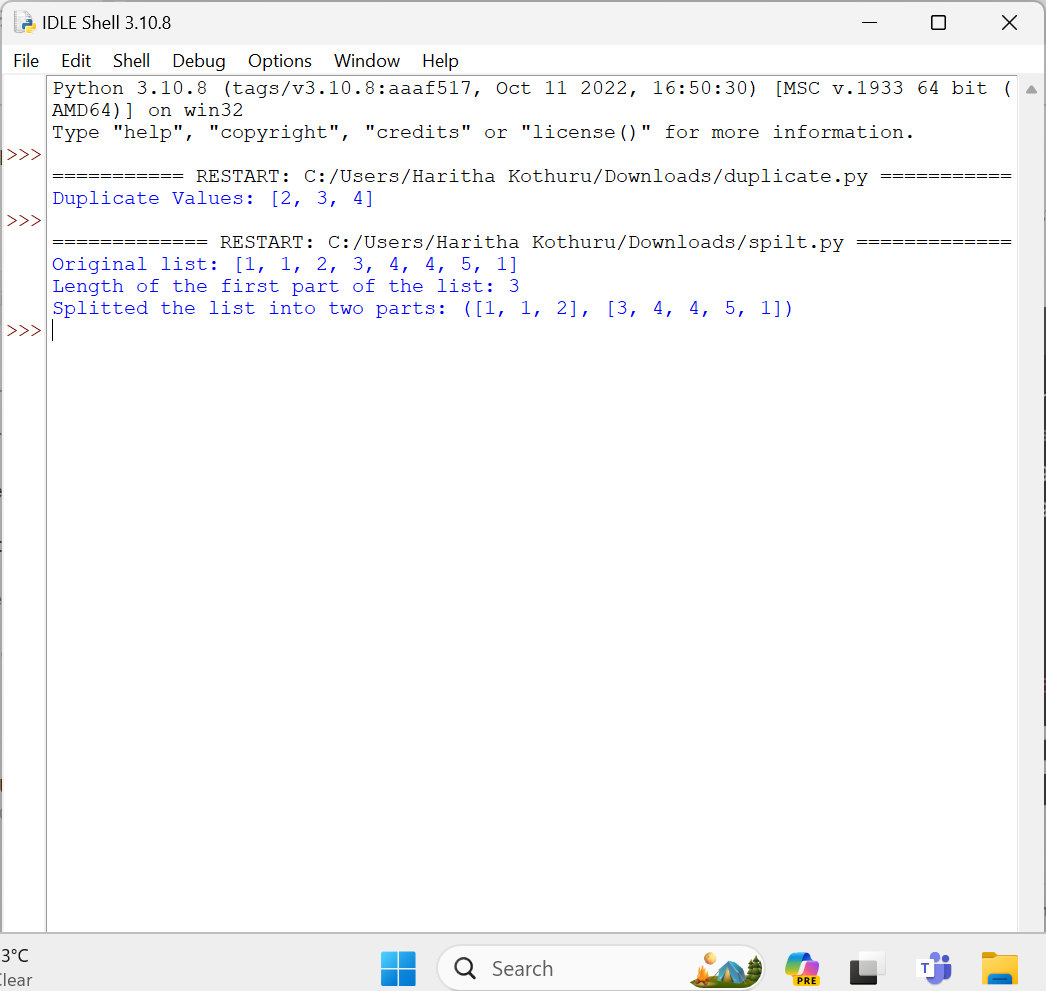 IDLE Shell 3.10.8
File Edit Shell Debug Options Window Help
Python 3.10.8 (tags/v3.10.8:aaaf517, Oct 11 2022, 16:50:30) [MSC v.1933 64 bit (
AMD64)] on win32
Type "help", "copyright", "credits" or "license()" for more information.
>>>
=========== RESTART: C:/Users/Haritha Kothuru/Downloads/duplicate.py ===========
Duplicate Values: [2, 3, 4]
>>>
============= RESTART: C:/Users/Haritha Kothuru/Downloads/spilt.py =============
Original list: [1, 1, 2, 3, 4, 4, 5, 1]
Length of the first part of the list: 3
Splitted the list into two parts: ([1, 1, 2], [3, 4, 4, 5, 1])
>>>
3°C
Search
PRE
T
lear